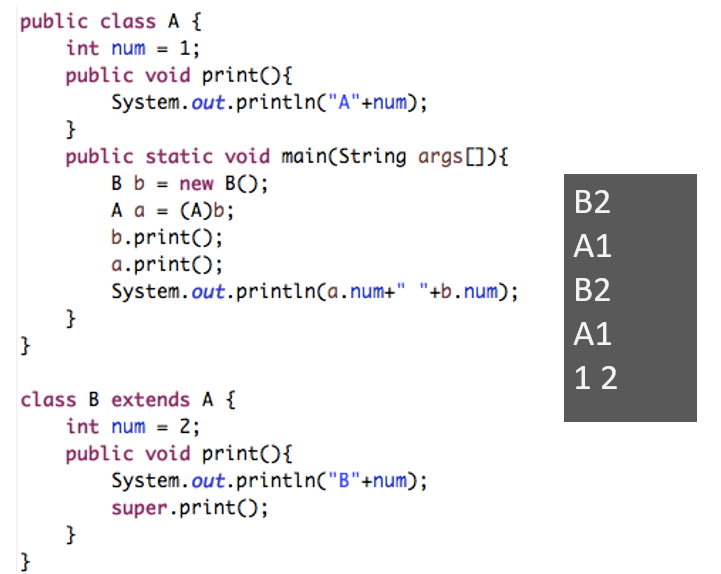 public class A {
    int num = 1;
    public void print(){
        System.out.println("A"+num);
    }
    public static void main(String args[]){
        B b = new B();
        A a = (A)b;
        b.print();
        a.print();
        System.out.println(a.num+" "+b.num);
    }
}

class B extends A {
    int num = 2;
    public void print(){
        System.out.println("B"+num);
        super.print();
    }
}
B2
A1
B2
A1
1 2